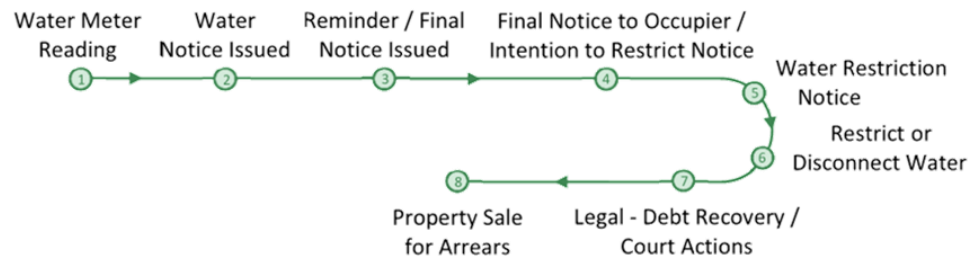 Water Meter
Reading
Water
Notice Issued
Reminder / Final
Notice Issued
Final Notice to Occupier /
Intention to Restrict Notice
1
2
3
4
Water Restriction
Notice
5
Restrict or
Disconnect Water
6
8
7
Property Sale
for Arrears
Legal - Debt Recovery /
Court Actions